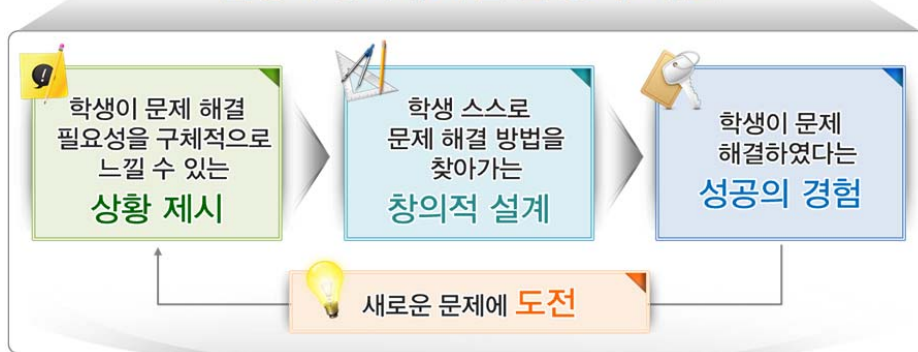 학생이 문제 해결
필요성을 구체적으로
느낄 수 있는
상황 제시
학생 스스로
문제 해결 방법을
찾아가는
창의적 설계
학생이 문제
해결하였다는
성공의 경험
새로운 문제에 도전